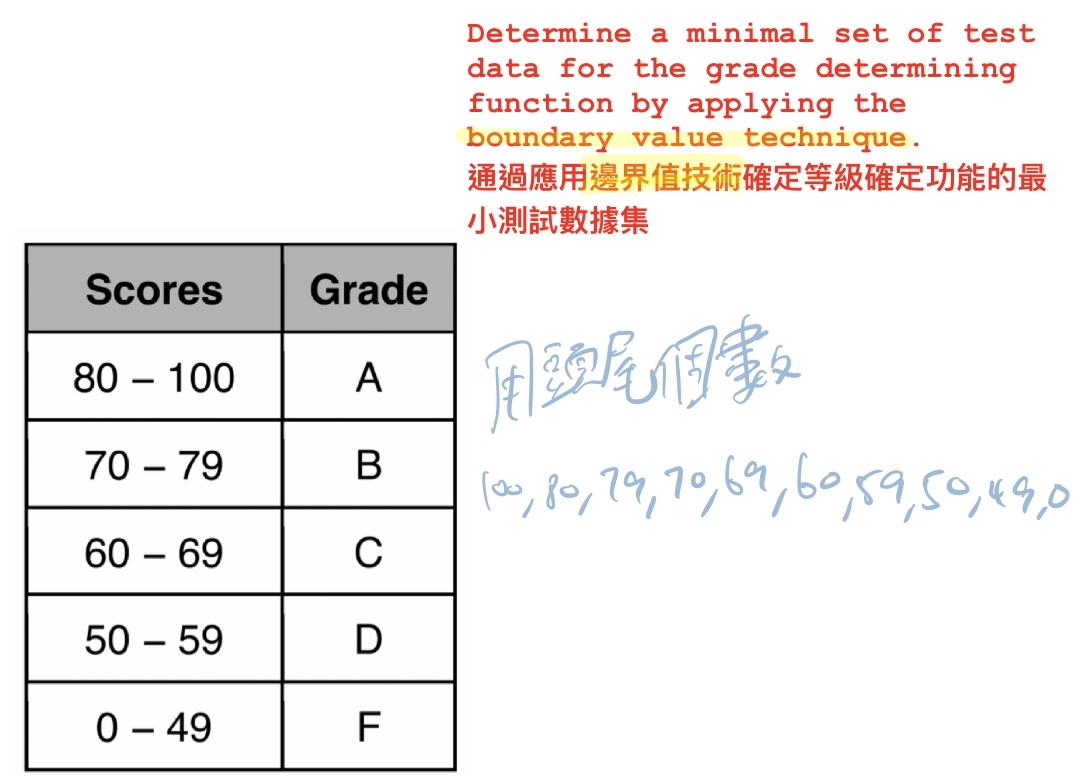 Determine a minimal set of test
data for the grade determining
function by applying the
boundary value technique.
通過應用邊界值技術確定等級確定功能的最
小測試數據集
Scores Grade
80 – 100 A
70 – 79 B
60 – 69 C
50 – 59 D
0 – 49 F
用頭尾個數
100, 80, 79, 70, 69, 60, 59, 50, 49, 0